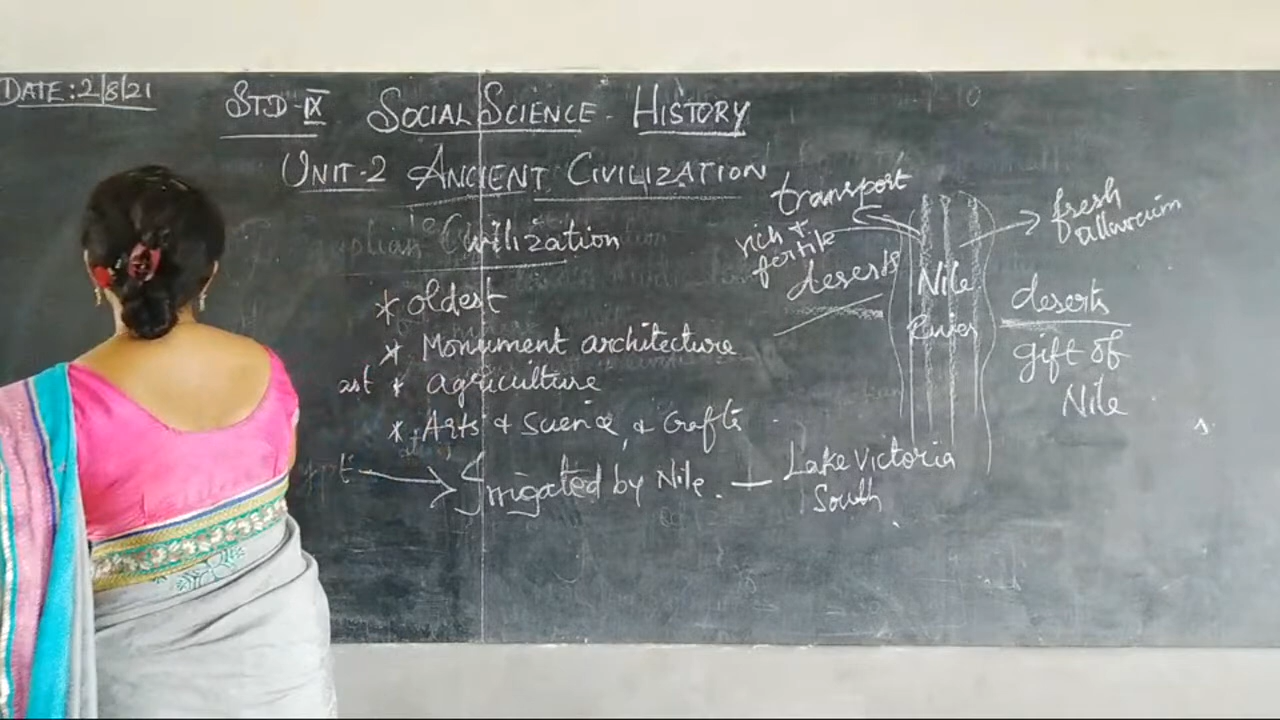 DATE: 2/8/21
STD-IX SOCIAL SCIENCE - HISTORY
UNIT-2 ANCIENT CIVILIZATION
Civilization
* oldest
* Monument architecture
* agriculture
* Arts & Science, & Crafts
Irrigated by Nile. — Lake Victoria
South
transport
rich &
fertile
deserts
Nile
River
fresh
allavcium
deserts
gift of
Nile